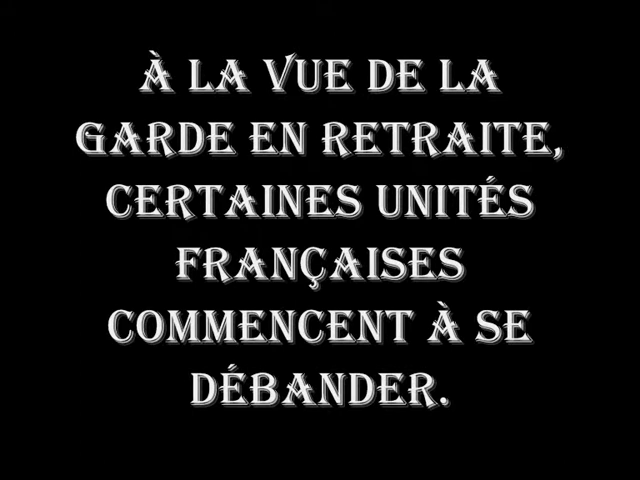 À LA VUE DE LA
GARDE EN RETRAITE,
CERTAINES UNITÉS
FRANÇAISES
COMMENCENT À SE
DÉBANDER.